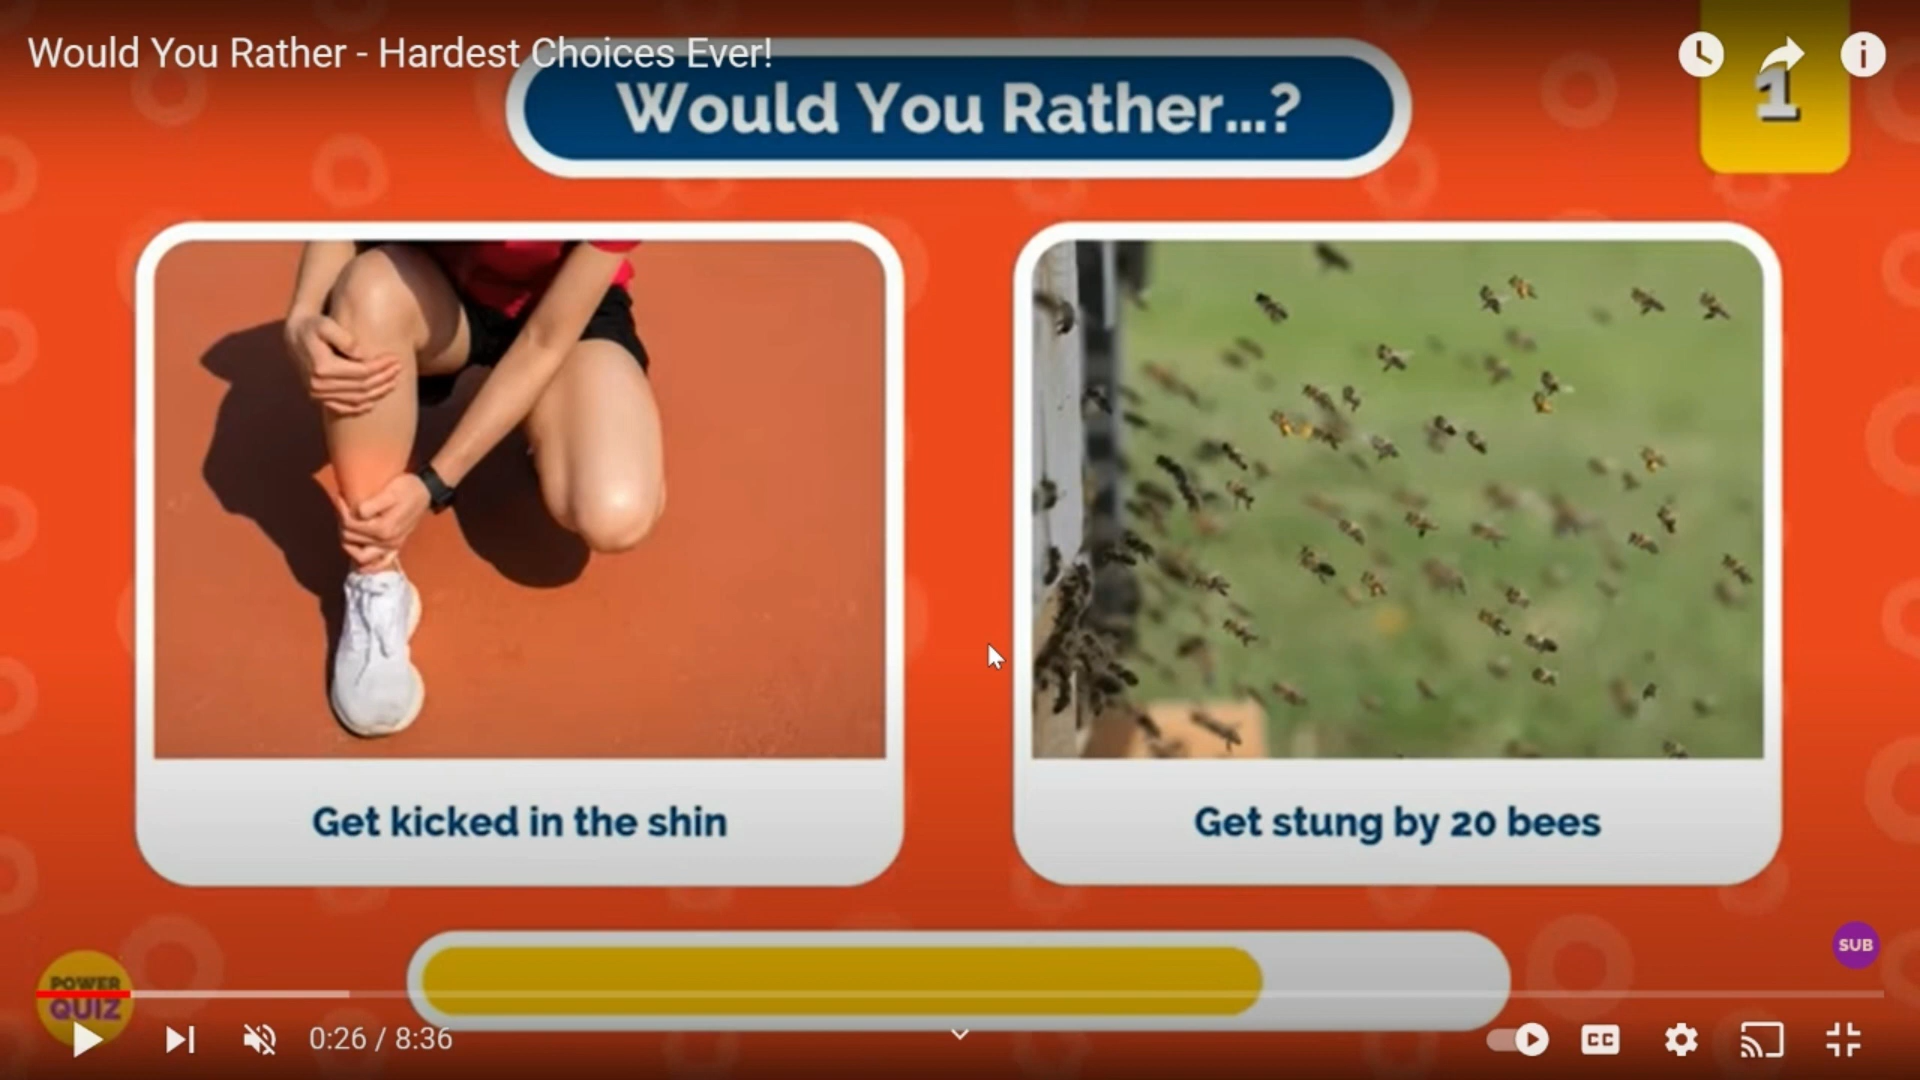 Would You Rather - Hardest Choices Ever!
Would You Rather...?
1
Get kicked in the shin
Get stung by 20 bees
SUB
POWER
QUIZ
0:26 / 8:36
CC